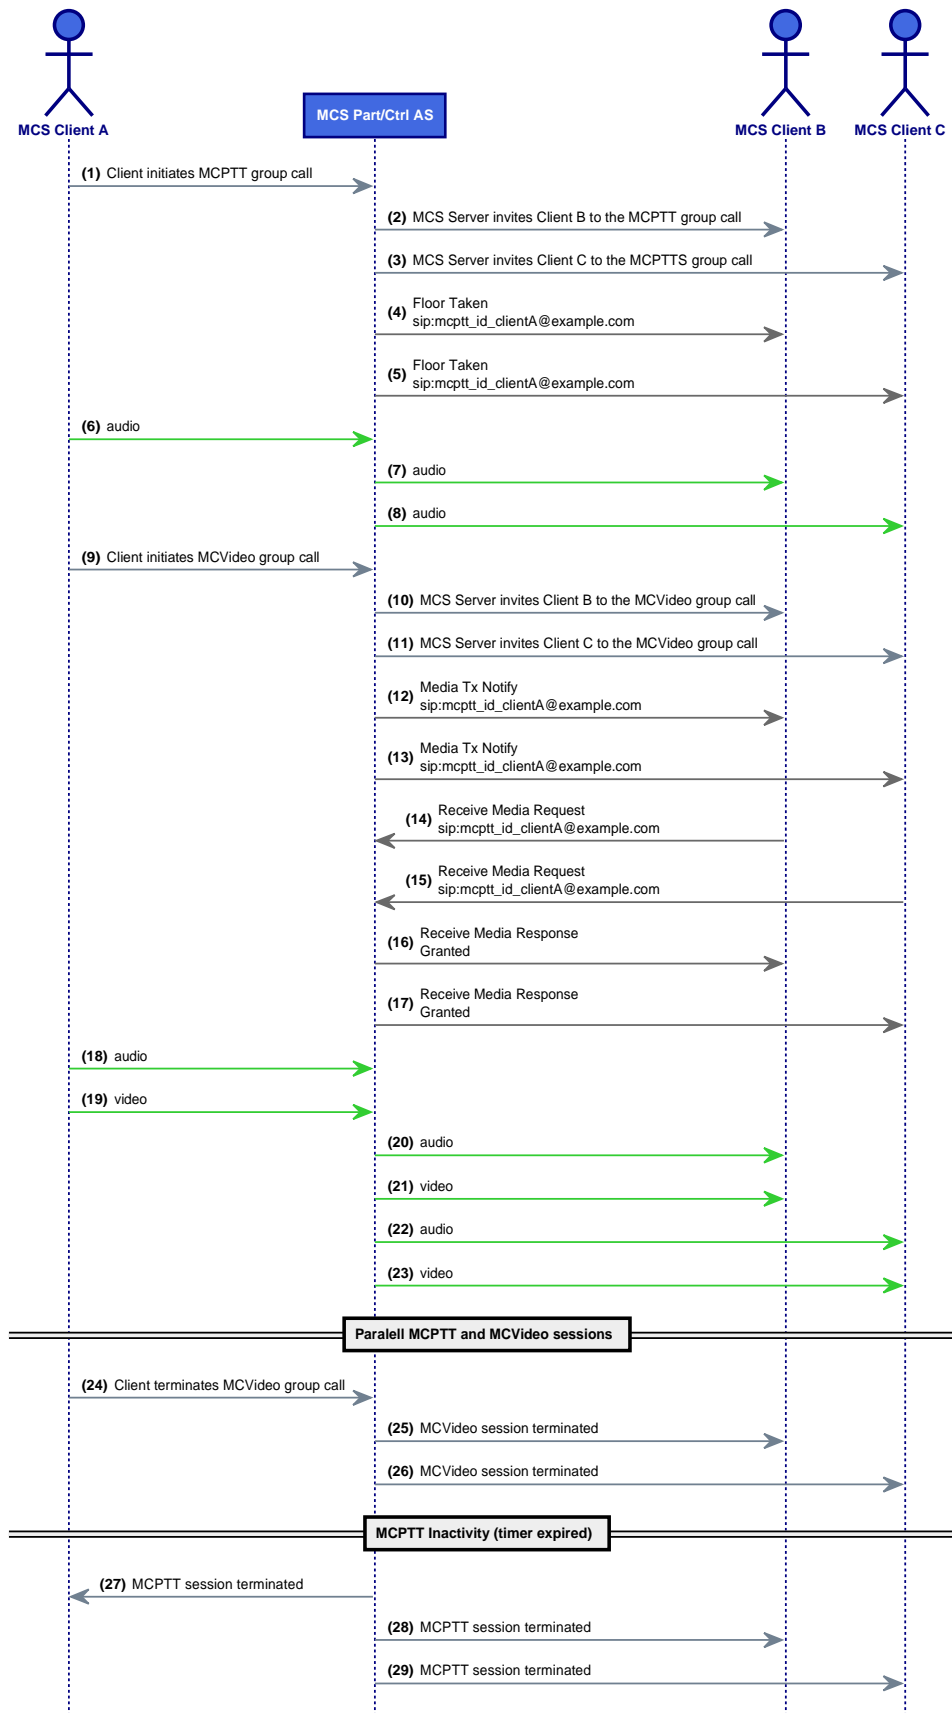 MCS Client A
MCS Part/Ctrl AS
MCS Client B
MCS Client C
(1) Client initiates MCPTT group call
(2) MCS Server invites Client B to the MCPTT group call
(3) MCS Server invites Client C to the MCPTTS group call
(4) Floor Taken
sip:mcptt_id_clientA@example.com
(5) Floor Taken
sip:mcptt_id_clientA@example.com
(6) audio
(7) audio
(8) audio
(9) Client initiates MCVideo group call
(10) MCS Server invites Client B to the MCVideo group call
(11) MCS Server invites Client C to the MCVideo group call
(12) Media Tx Notify
sip:mcptt_id_clientA@example.com
(13) Media Tx Notify
sip:mcptt_id_clientA@example.com
(14) Receive Media Request
sip:mcptt_id_clientA@example.com
(15) Receive Media Request
sip:mcptt_id_clientA@example.com
(16) Receive Media Response
Granted
(17) Receive Media Response
Granted
(18) audio
(19) video
(20) audio
(21) video
(22) audio
(23) video
Paralell MCPTT and MCVideo sessions
(24) Client terminates MCVideo group call
(25) MCVideo session terminated
(26) MCVideo session terminated
MCPTT Inactivity (timer expired)
(27) MCPTT session terminated
(28) MCPTT session terminated
(29) MCPTT session terminated